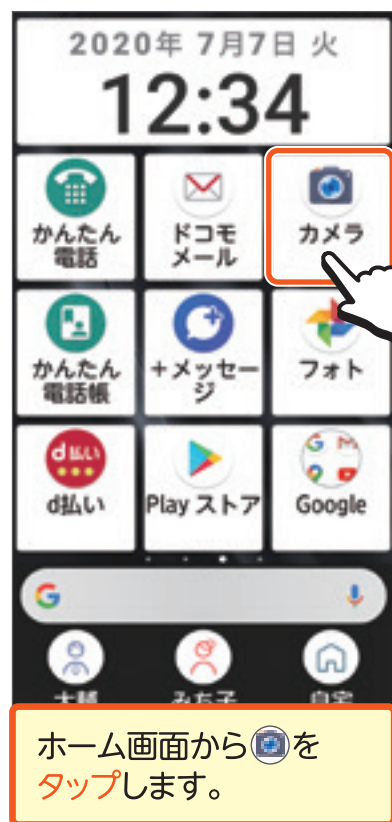 2020年 7月7日 火
12:34
かんたん
電話
ドコモ
メール
カメラ
かんたん
電話帳
+メッセー
ジ
フォト
d払い
d払い
Play ストア
Google
みち子
ホーム画面からを
タップします。